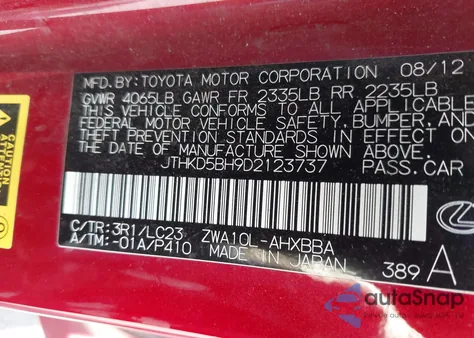 MFD. BY: TOYOTA MOTOR CORPORATION 08/12
GVWR 4065LB GAWR FR 2335LB RR 2235LB
THIS VEHICLE CONFORMS TO ALL APPLICABLE
FEDERAL MOTOR VEHICLE SAFETY, BUMPER, AND
THEFT PREVENTION STANDARDS IN EFFECT ON
THE DATE OF MANUFACTURE SHOWN ABOVE.
JTHKD5BH9D2123737 PASS. CAR
C/TR: 3R1/LC23 ZWA10L-AHXBBA
A/TM: -01A/P410 MADE IN JAPAN
389 A
CAUTION
autoSnap